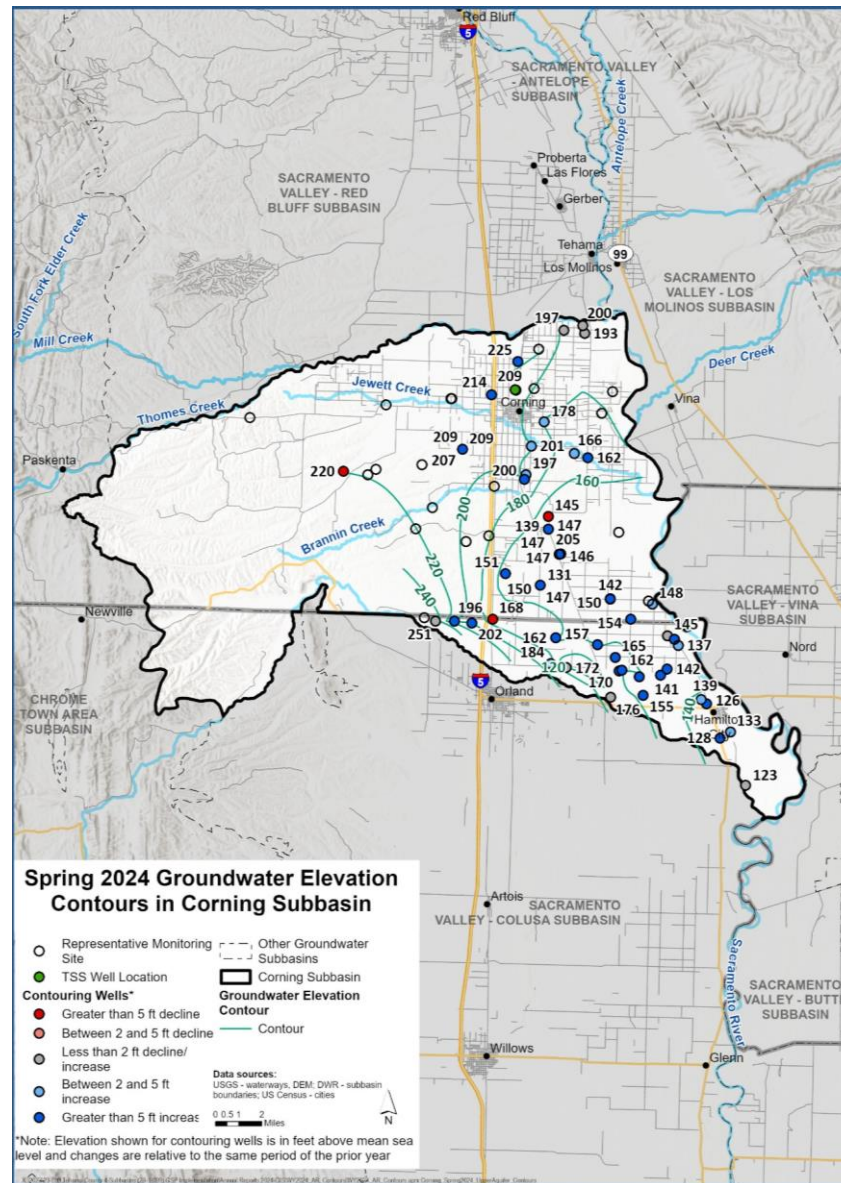 Red Bluff
5
SACRAMENTO VALLEY
- ANTELOPE
SUBBASIN
Antelope Creek
Proberta
Las Flores
Gerber
SACRAMENTO
VALLEY - RED
BLUFF SUBBASIN
Tehama
Los Molinos
99
South Fork Elder Creek
SACRAMENTO
VALLEY - LOS
MOLINOS SUBBASIN
Mill Creek
Deer Creek
Thomes Creek
Jewett Creek
197
200
193
225
209
214
Corning
Vina
178
209
209
201
166
162
Paskenta
220
207
200
197
160
180
200
145
139
147
Brannin Creek
147
205
147
146
151
220
150
131
147
142
150
148
240
Newville
SACRAMENTO
VALLEY - VINA
SUBBASIN
196
168
154
145
251
202
162
157
137
Nord
184
165
120
172
162
142
CHROME
TOWN AREA
SUBBASIN
5
Orland
170
141
139
126
176
155
140
Hamilton
133
128
123
Artois
SACRAMENTO
VALLEY - COLUSA SUBBASIN
Sacramento River
SACRAMENTO
VALLEY - BUTTE
SUBBASIN
Willows
Glenn
Spring 2024 Groundwater Elevation
Contours in Corning Subbasin
Representative Monitoring
Site
TSS Well Location
Contouring Wells*
Greater than 5 ft decline
Between 2 and 5 ft decline
Less than 2 ft decline/
increase
Between 2 and 5 ft
increase
Greater than 5 ft increas
Other Groundwater
Subbasins
Corning Subbasin
Groundwater Elevation
Contour
Contour
Data sources:
USGS - waterways, DEM; DWR - subbasin
boundaries; US Census - cities
0 0.5 1 2
Miles
N
*Note: Elevation shown for contouring wells is in feet above mean sea
level and changes are relative to the same period of the prior year